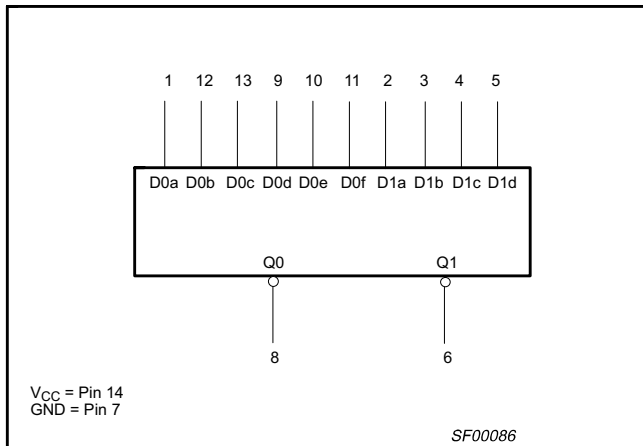 1 12 13 9 10 11 2 3 4 5
D0a D0b D0c D0d D0e D0f D1a D1b D1c D1d
Q0 Q1
8 6
VCC = Pin 14
GND = Pin 7
SF00086